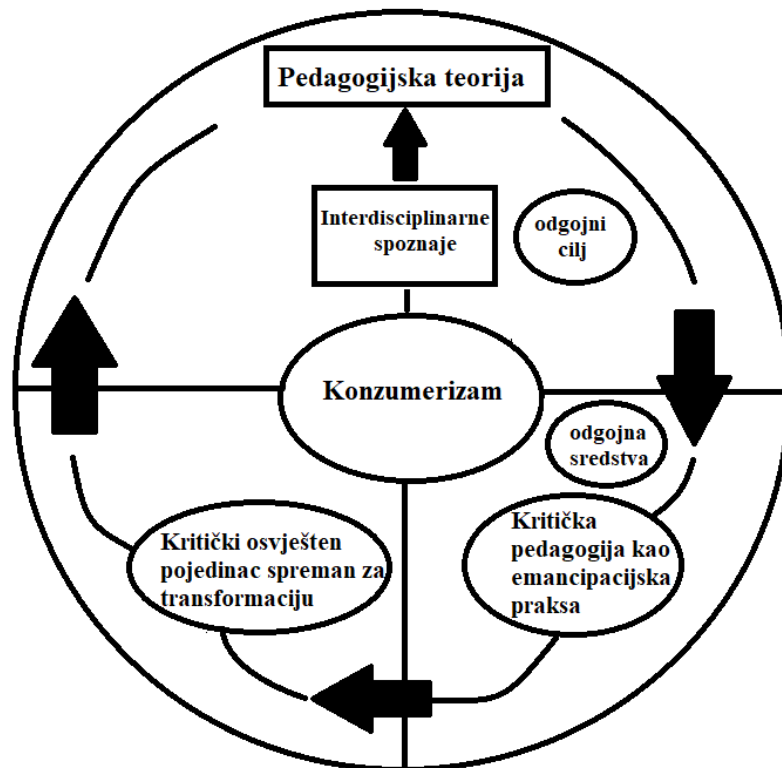 Pedagogijska teorija
Interdisciplinarne
spoznaje
odgojni
cilj
Konzumerizam
odgojna
sredstva
Kritički osvješten
pojedinac spreman za
transformaciju
Kritička
pedagogija kao
emancipacijska
praksa